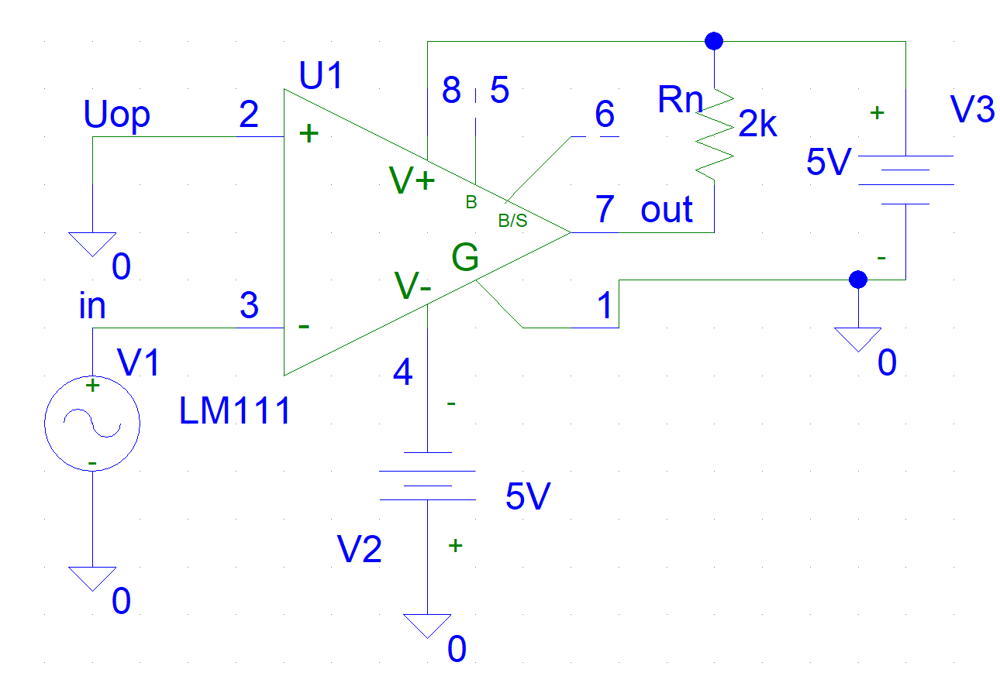 U1
8 5
Rn
Uop 2
+
6
2k
+
V3
5V
V+
B
B/S
7 out
0
G
-
V-
in 3
-
1
V1
0
4
+
LM111
-
-
5V
V2
+
0
0